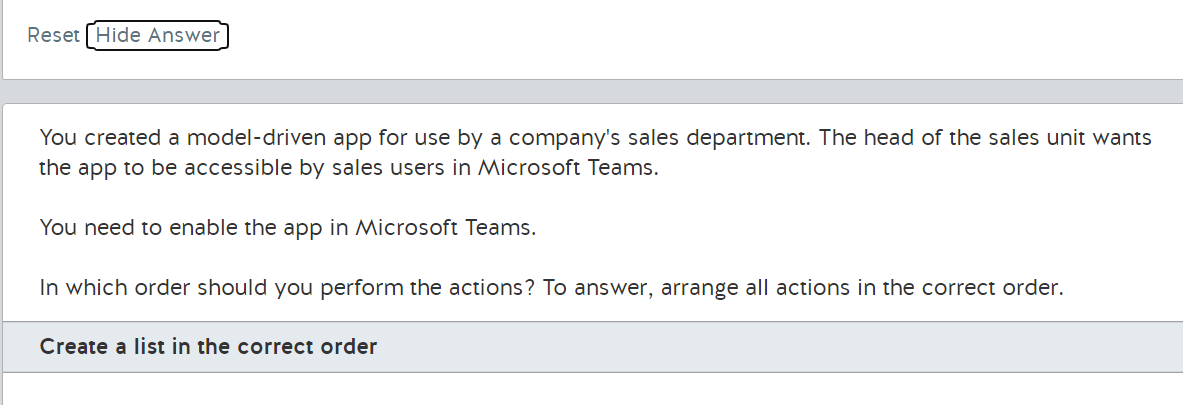 Reset Hide Answer
You created a model-driven app for use by a company's sales department. The head of the sales unit wants
the app to be accessible by sales users in Microsoft Teams.
You need to enable the app in Microsoft Teams.
In which order should you perform the actions? To answer, arrange all actions in the correct order.
Create a list in the correct order